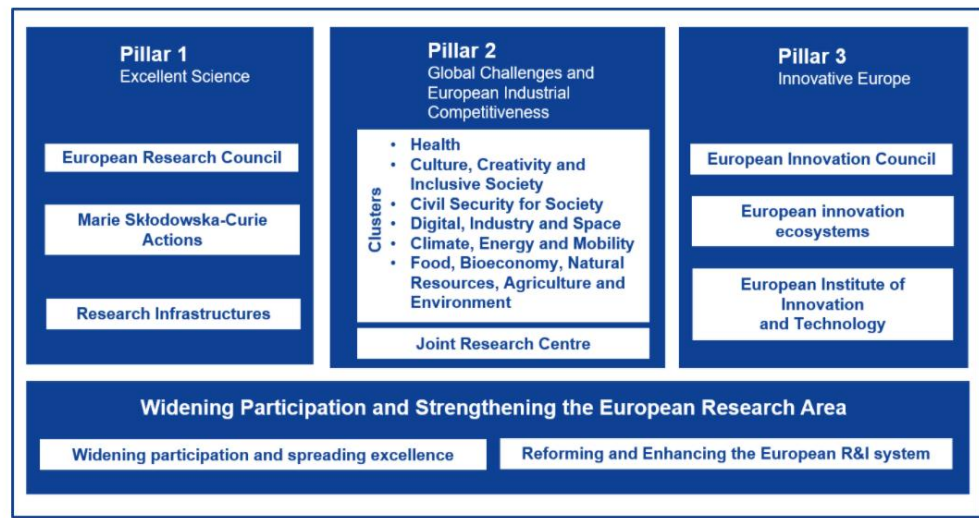 Pillar 1
Excellent Science
European Research Council
Marie Skłodowska-Curie
Actions
Research Infrastructures
Pillar 2
Global Challenges and
European Industrial
Competitiveness
Clusters
• Health
• Culture, Creativity and
Inclusive Society
• Civil Security for Society
• Digital, Industry and Space
• Climate, Energy and Mobility
• Food, Bioeconomy, Natural
Resources, Agriculture and
Environment
Joint Research Centre
Pillar 3
Innovative Europe
European Innovation Council
European innovation
ecosystems
European Institute of
Innovation
and Technology
Widening Participation and Strengthening the European Research Area
Widening participation and spreading excellence
Reforming and Enhancing the European R&I system